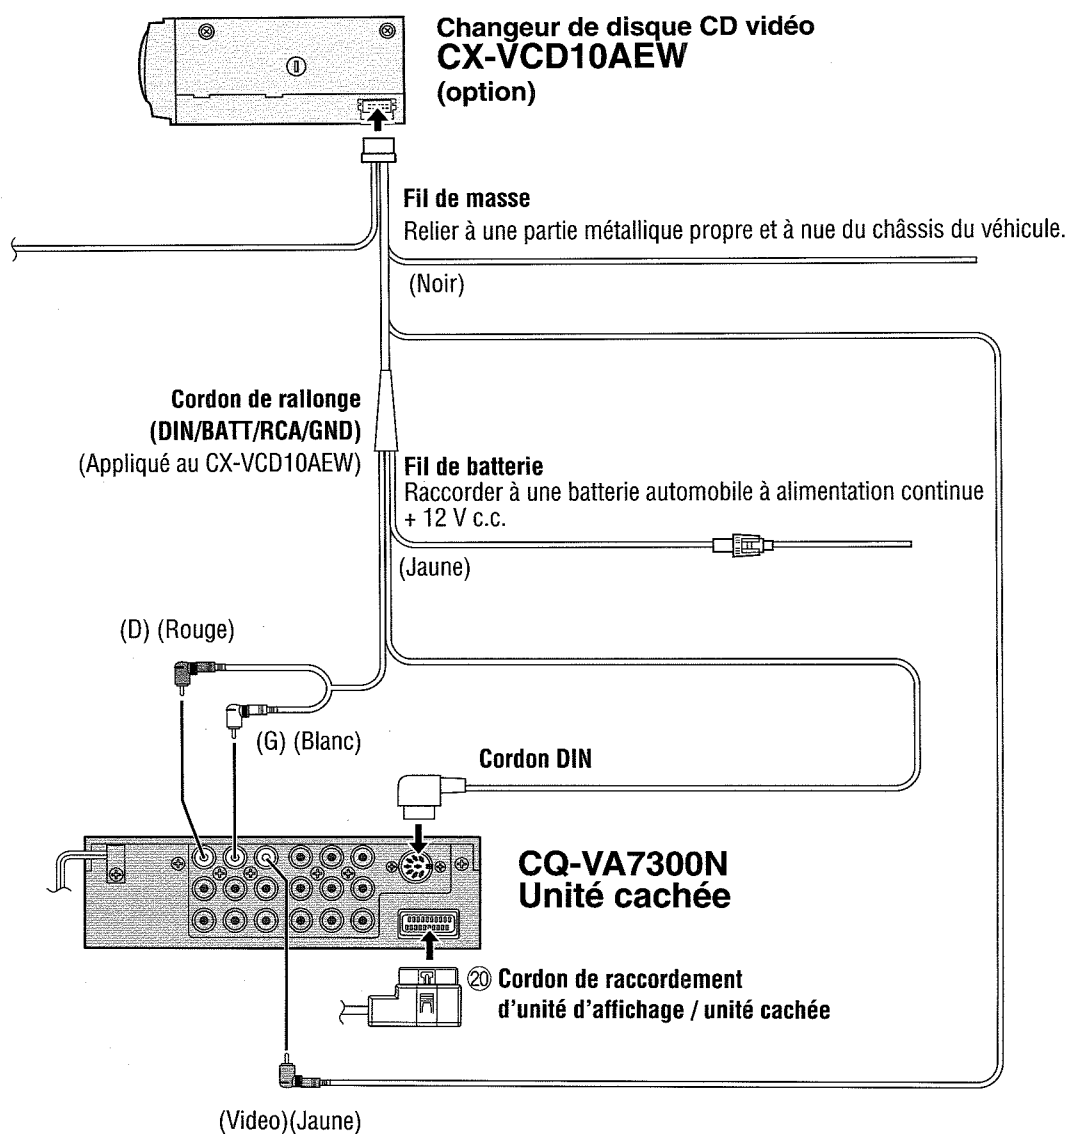 Changeur de disque CD vidéo
CX-VCD10AEW
(option)
Fil de masse
Relier à une partie métallique propre et à nue du châssis du véhicule.
(Noir)
Cordon de rallonge
(DIN/BATT/RCA/GND)
(Appliqué au CX-VCD10AEW)
Fil de batterie
Raccorder à une batterie automobile à alimentation continue
+ 12 V c.c.
(Jaune)
(D) (Rouge)
(G) (Blanc)
Cordon DIN
CQ-VA7300N
Unité cachée
⑳ Cordon de raccordement
d'unité d'affichage / unité cachée
(Video)(Jaune)